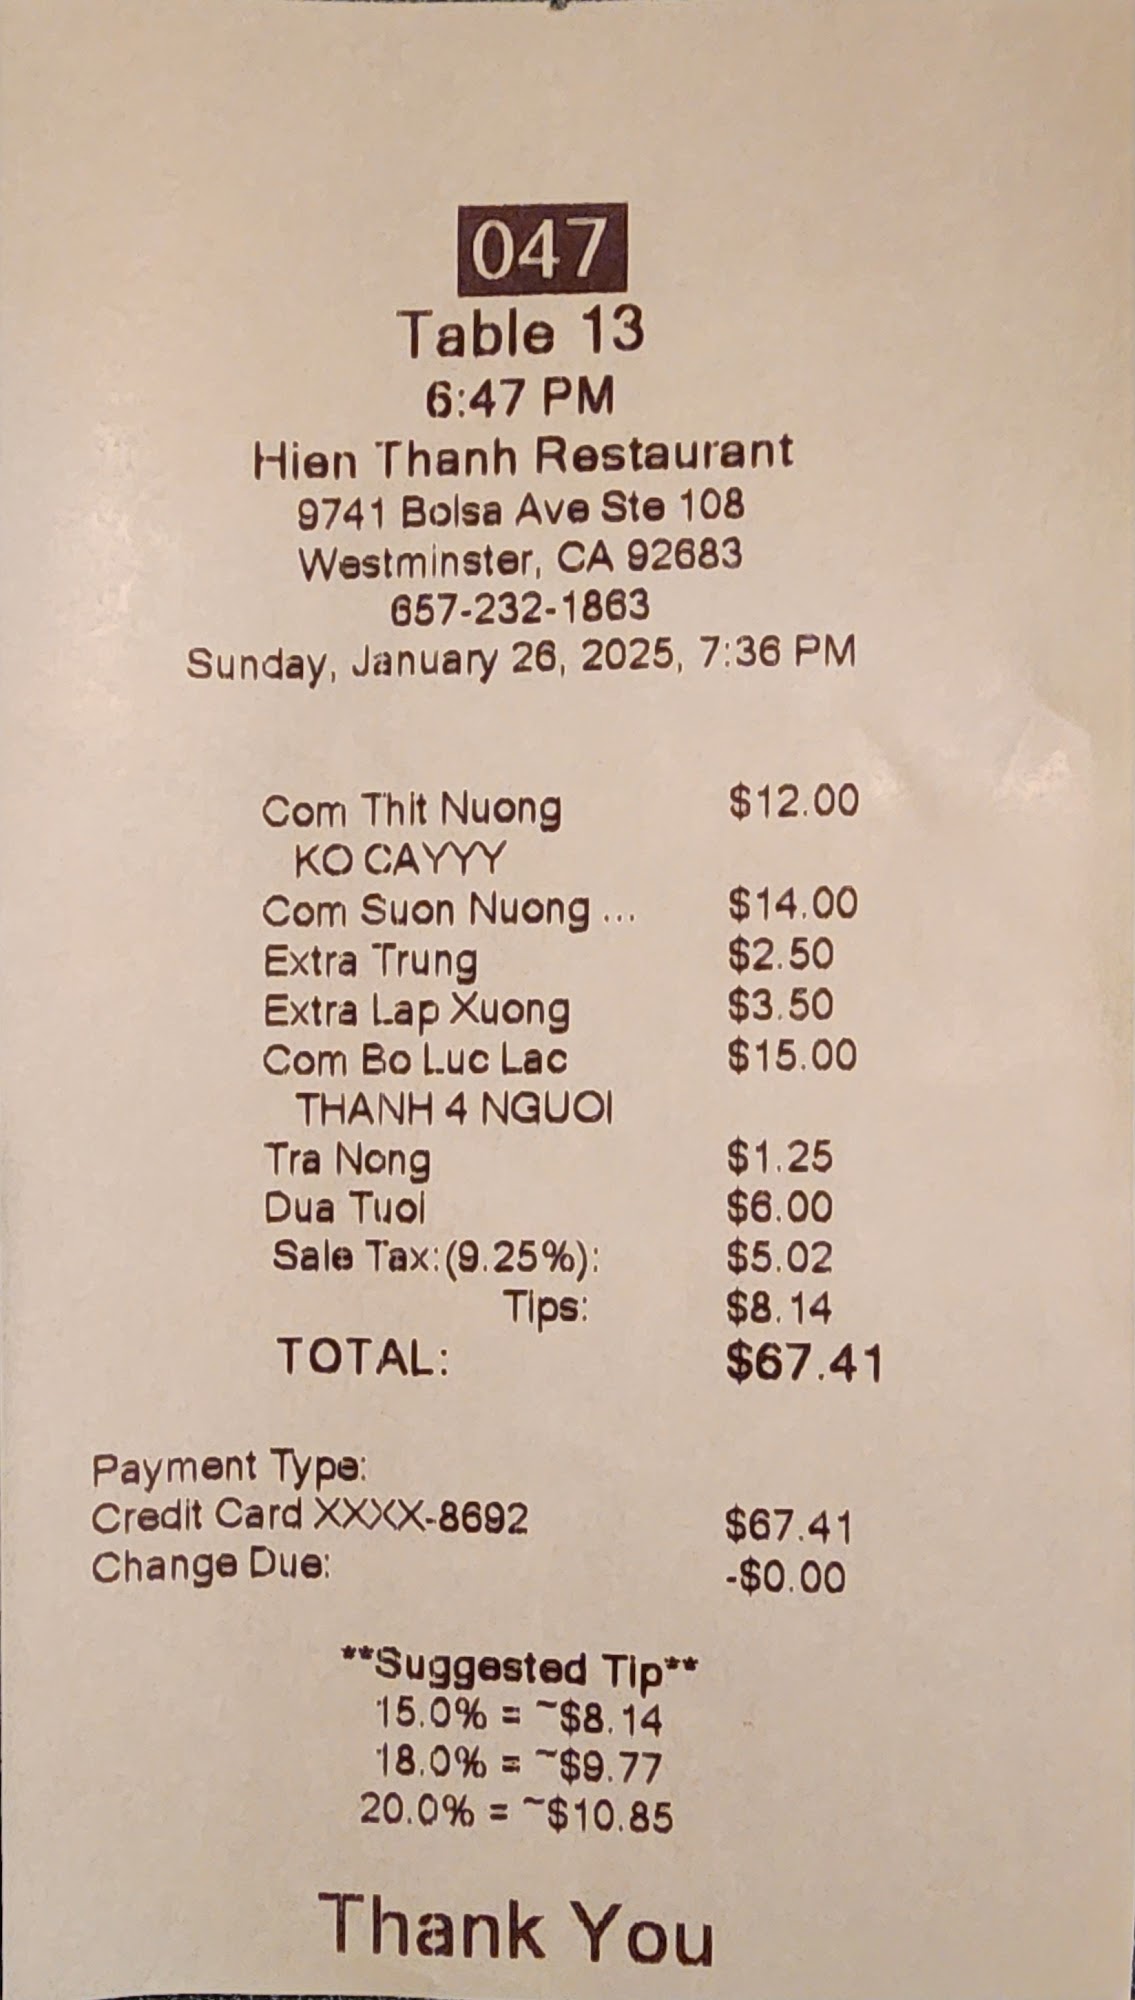 047
Table 13
6:47 PM
Hien Thanh Restaurant
9741 Bolsa Ave Ste 108
Westminster, CA 92683
657-232-1863
Sunday, January 26, 2025, 7:36 PM
Com Thit Nuong $12.00
KO CAYYY
Com Suon Nuong ... $14.00
Extra Trung $2.50
Extra Lap Xuong $3.50
Com Bo Luc Lac $15.00
THANH 4 NGUOI
Tra Nong $1.25
Dua Tuoi $6.00
Sale Tax:(9.25%): $5.02
Tips: $8.14
TOTAL: $67.41
Payment Type:
Credit Card XXXX-8692 $67.41
Change Due: -$0.00
**Suggested Tip**
15.0% = ~$8.14
18.0% = ~$9.77
20.0% = ~$10.85
Thank You